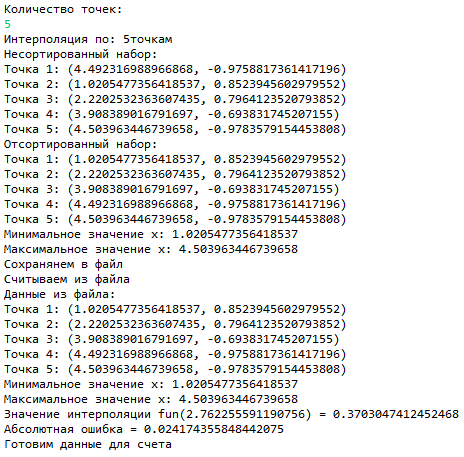 Количество точек:
5
Интерполяция по: 5точкам
Несортированный набор:
Точка 1: (4.492316988966868, -0.9758817361417196)
Точка 2: (1.0205477356418537, 0.8523945602979552)
Точка 3: (2.2202532363607435, 0.7964123520793852)
Точка 4: (3.908389016791697, -0.693831745207155)
Точка 5: (4.503963446739658, -0.9783579154453808)
Отсортированный набор:
Точка 1: (1.0205477356418537, 0.8523945602979552)
Точка 2: (2.2202532363607435, 0.7964123520793852)
Точка 3: (3.908389016791697, -0.693831745207155)
Точка 4: (4.492316988966868, -0.9758817361417196)
Точка 5: (4.503963446739658, -0.9783579154453808)
Минимальное значение x: 1.0205477356418537
Максимальное значение x: 4.503963446739658
Сохранянем в файл
Считываем из файла
Данные из файла:
Точка 1: (1.0205477356418537, 0.8523945602979552)
Точка 2: (2.2202532363607435, 0.7964123520793852)
Точка 3: (3.908389016791697, -0.693831745207155)
Точка 4: (4.492316988966868, -0.9758817361417196)
Точка 5: (4.503963446739658, -0.9783579154453808)
Минимальное значение x: 1.0205477356418537
Максимальное значение x: 4.503963446739658
Значение интерполяции fun(2.762255591190756) = 0.3703047412452468
Абсолютная ошибка = 0.024174355848442075
Готовим данные для счета